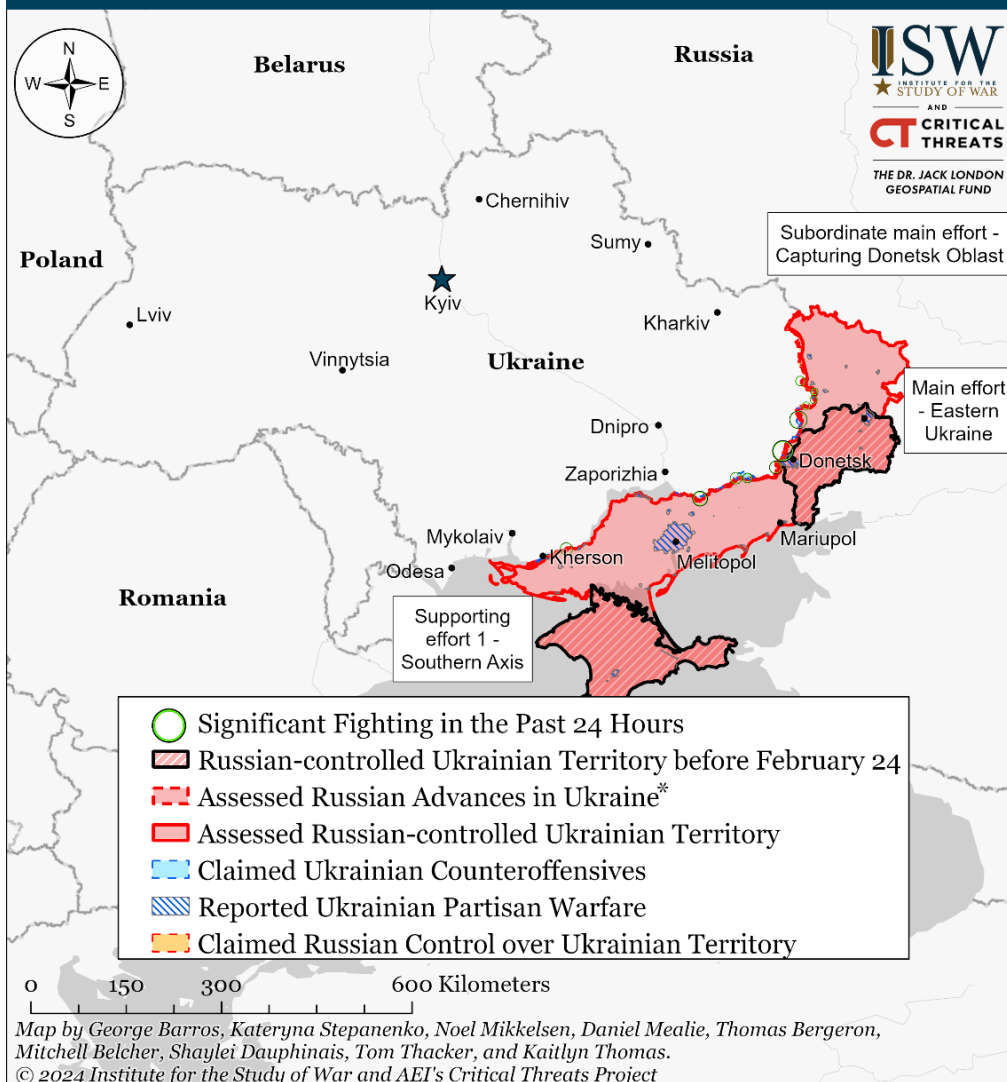 N
W E
S
Belarus
Russia
ISW
INSTITUTE FOR THE
STUDY OF WAR
AND
CT CRITICAL
THREATS
THE DR. JACK LONDON
GEOSPATIAL FUND
Chernihiv
Sumy
Subordinate main effort -
Capturing Donetsk Oblast
Poland
Kyiv
Lviv
Kharkiv
Vinnytsia
Ukraine
Main effort
- Eastern
Ukraine
Dnipro
Donetsk
Zaporizhia
Mykolaiv
Mariupol
Kherson
Melitopol
Odesa
Romania
Supporting
effort 1 -
Southern Axis
Significant Fighting in the Past 24 Hours
Russian-controlled Ukrainian Territory before February 24
Assessed Russian Advances in Ukraine*
Assessed Russian-controlled Ukrainian Territory
Claimed Ukrainian Counteroffensives
Reported Ukrainian Partisan Warfare
Claimed Russian Control over Ukrainian Territory
0 150 300 600 Kilometers
Map by George Barros, Kateryna Stepanenko, Noel Mikkelsen, Daniel Mealie, Thomas Bergeron,
Mitchell Belcher, Shaylei Dauphinais, Tom Thacker, and Kaitlyn Thomas.
© 2024 Institute for the Study of War and AEI's Critical Threats Project